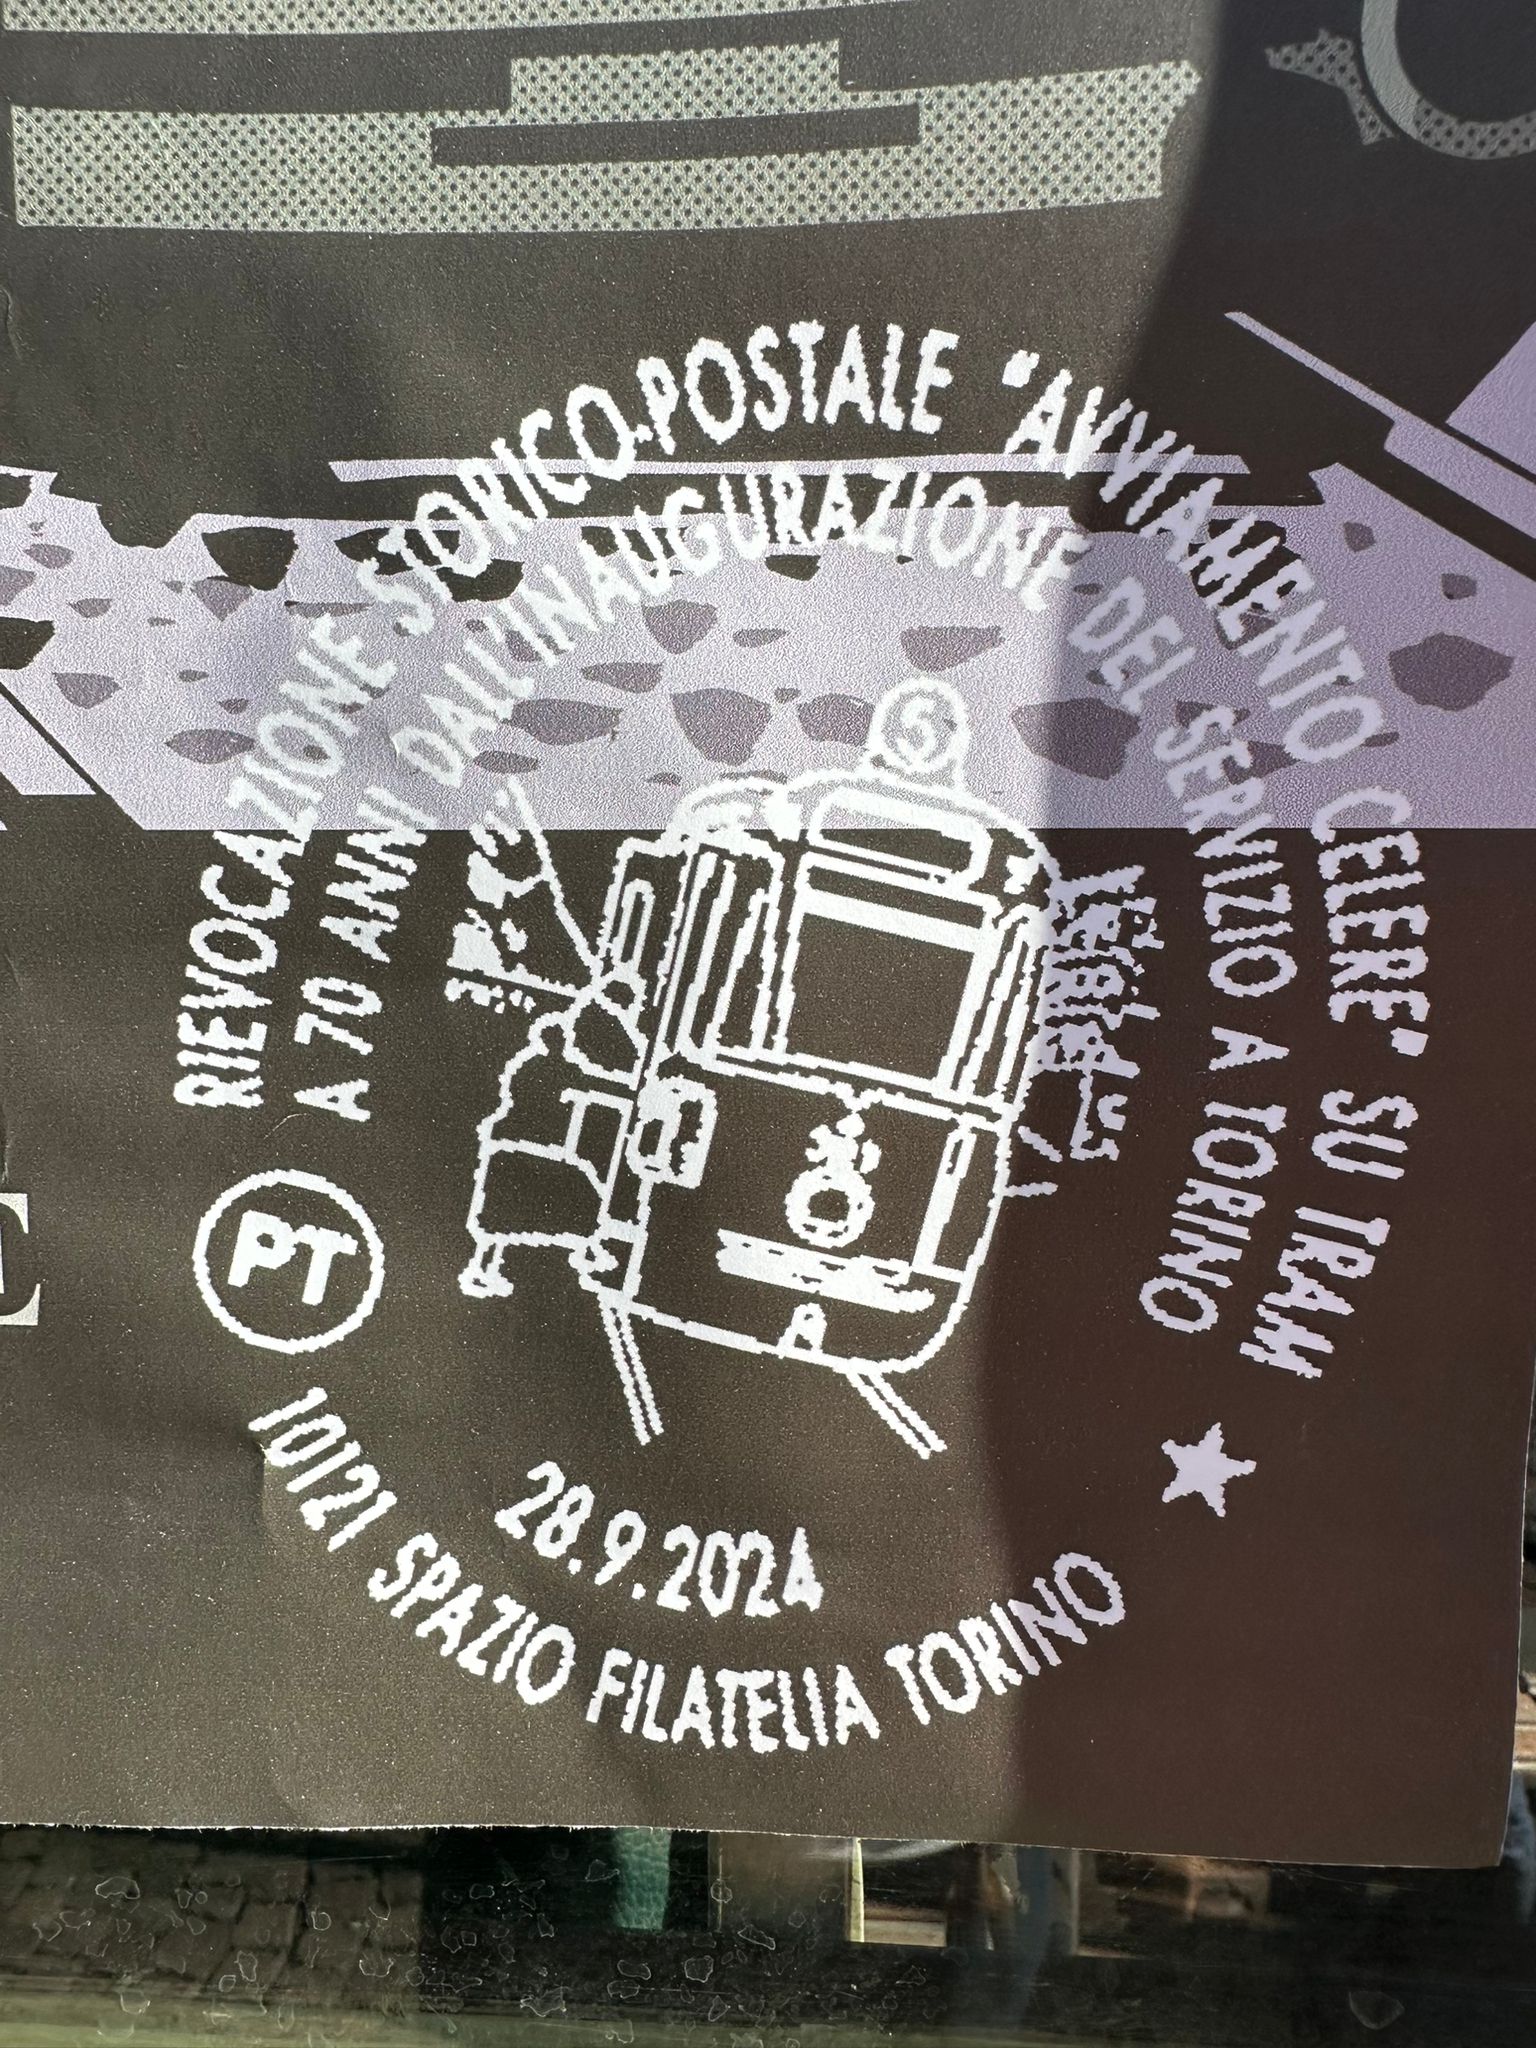 RIEVOCAZIONE STORICO-POSTALE "AVVIAMENTO CELERE" SU TRAM
A 70 ANNI DALL'INAUGURAZIONE DEL SERVIZIO A TORINO
5
PT
28.9.2024
10121 SPAZIO FILATELIA TORINO
E